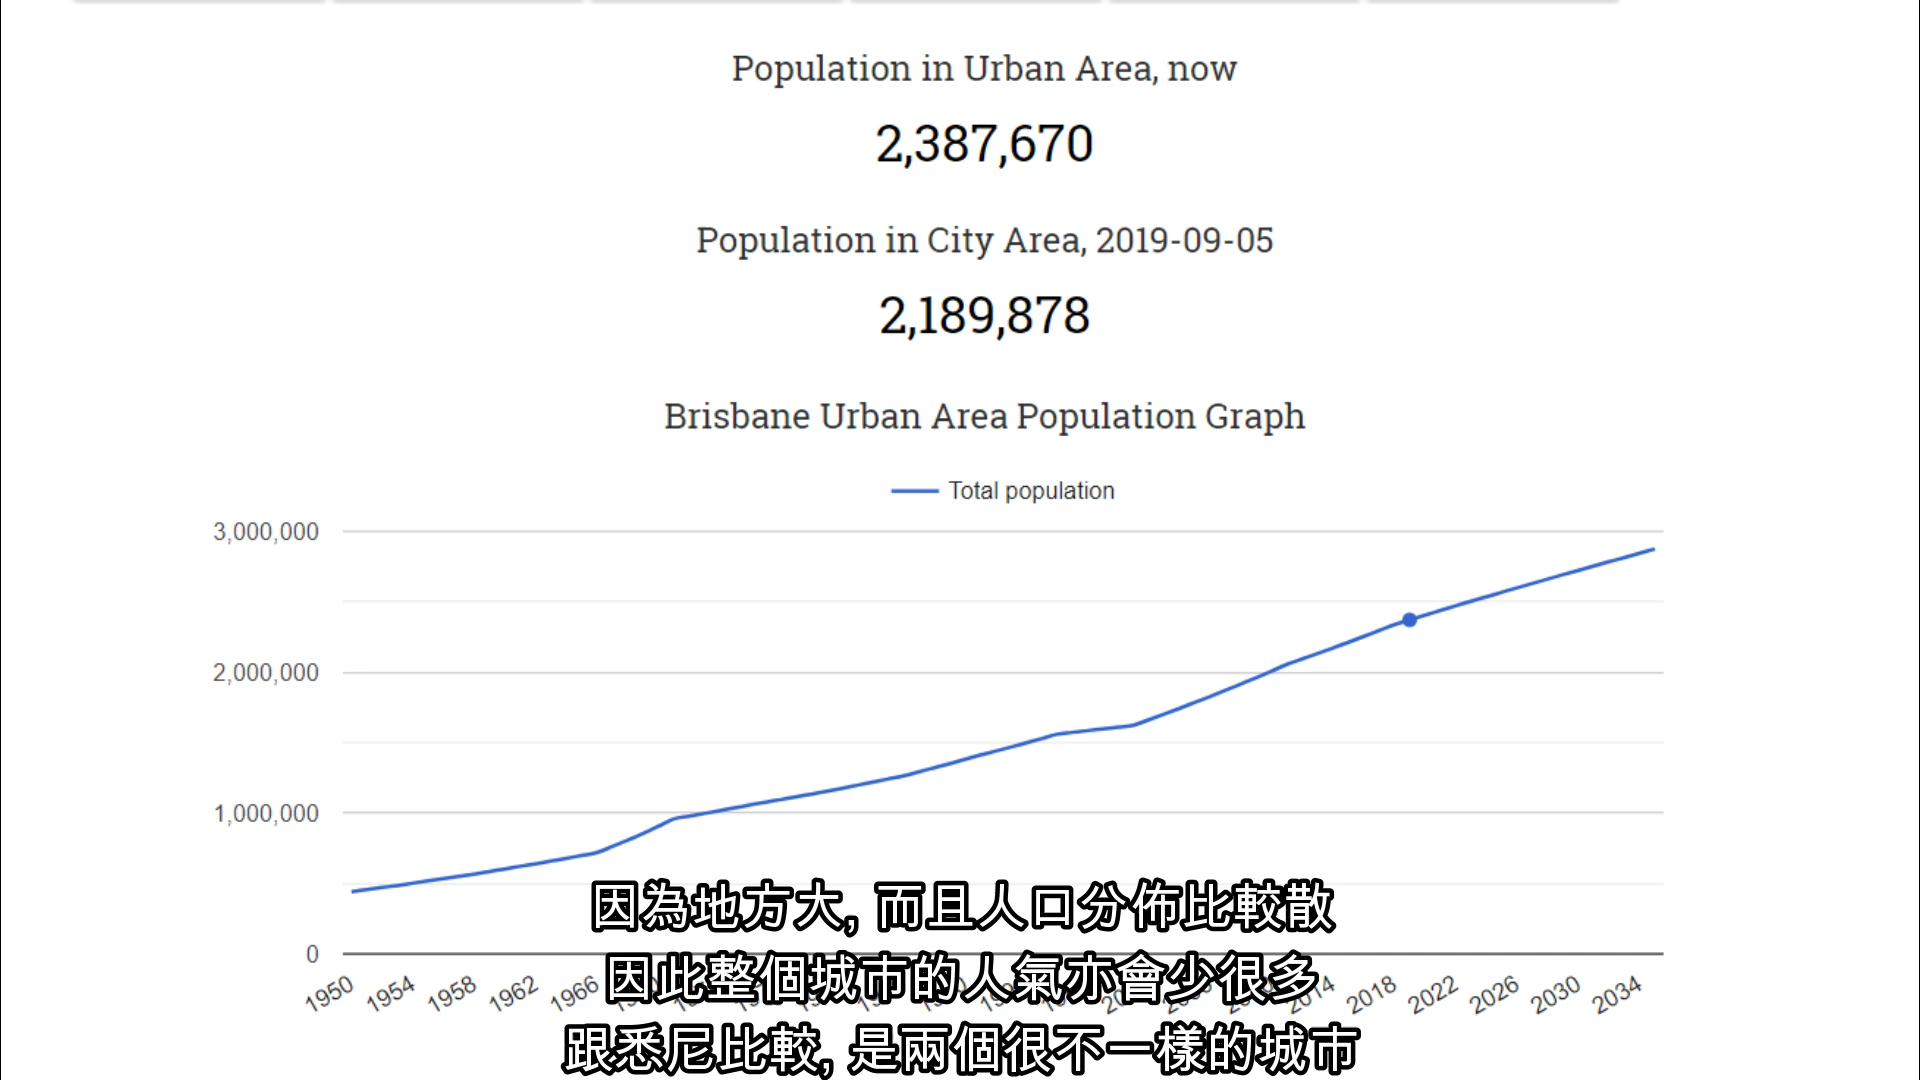 Population in Urban Area, now
2,387,670
Population in City Area, 2019-09-05
2,189,878
Brisbane Urban Area Population Graph
Total population
3,000,000
2,000,000
1,000,000
0
1950 1954 1958 1962 1966 2018 2022 2026 2030 2034
因為地方大, 而且人口分佈比較散
因此整個城市的人氣亦會少很多
跟悉尼比較, 是兩個很不一樣的城市